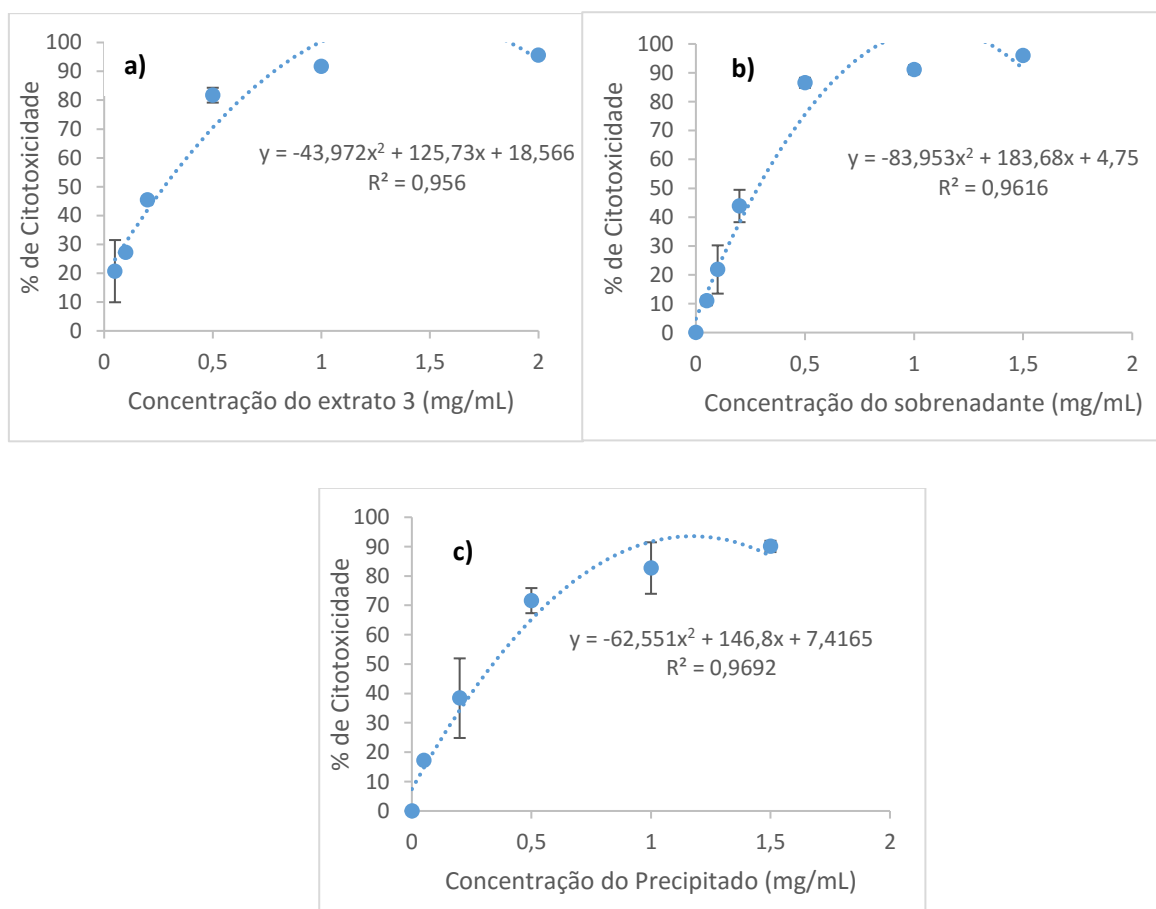 a)
100
90
80
70
60
50
40
30
20
10
0
% de Citotoxicidade
y = -43,972x² + 125,73x + 18,566
R² = 0,956
0 0,5 1 1,5 2
Concentração do extrato 3 (mg/mL)
b)
100
90
80
70
60
50
40
30
20
10
0
% de Citotoxicidade
y = -83,953x² + 183,68x + 4,75
R² = 0,9616
0 0,5 1 1,5 2
Concentração do sobrenadante (mg/mL)
c)
100
90
80
70
60
50
40
30
20
10
0
% de Citotoxicidade
y = -62,551x² + 146,8x + 7,4165
R² = 0,9692
0 0,5 1 1,5 2
Concentração do Precipitado (mg/mL)